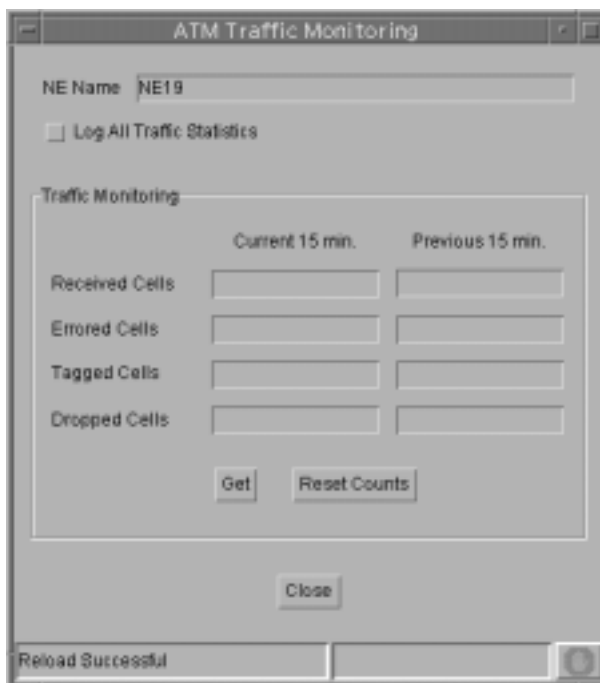 ATM Traffic Monitoring
NE Name NE19
Log All Traffic Statistics
Traffic Monitoring
Current 15 min. Previous 15 min.
Received Cells
Errored Cells
Tagged Cells
Dropped Cells
Get Reset Counts
Close
Reload Successful